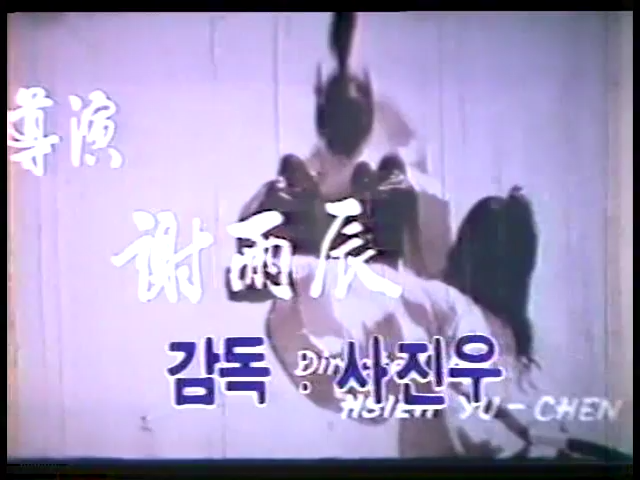 導演
謝雨辰
감독 : 사진우
Director
HSIEH YU-CHEN